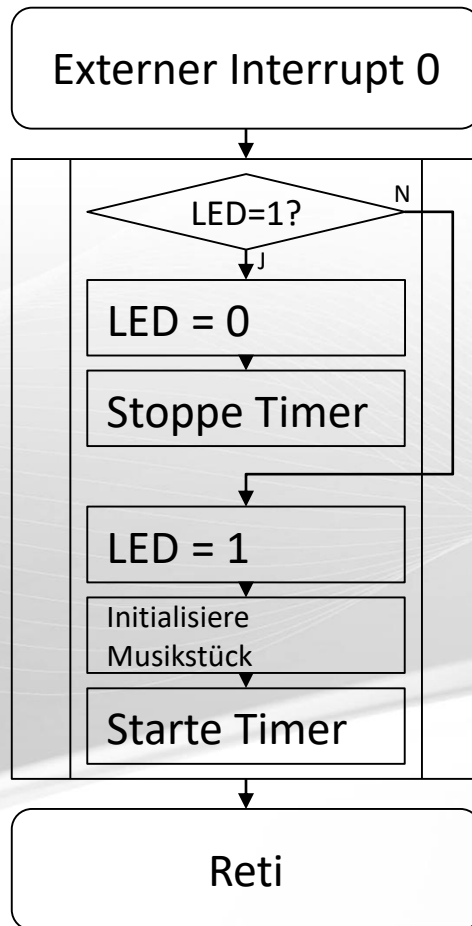 Externer Interrupt 0
LED=1?
N
J
LED = 0
Stoppe Timer
LED = 1
Initialisiere
Musikstück
Starte Timer
Reti